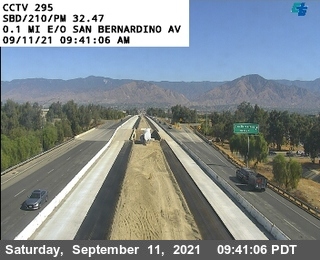 CCTV 295
SBD/210/PM 32.47
0.1 MI E/O SAN BERNARDINO AV
09/11/21 09:41:06 AM
Saturday, September 11, 2021 09:41:06 PDT